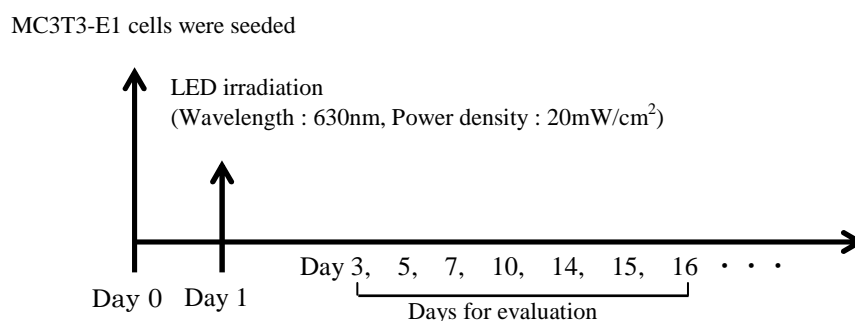 MC3T3-E1 cells were seeded
LED irradiation
(Wavelength : 630nm, Power density : 20mW/cm²)
Day 3, 5, 7, 10, 14, 15, 16 ・・・
Day 0 Day 1
Days for evaluation